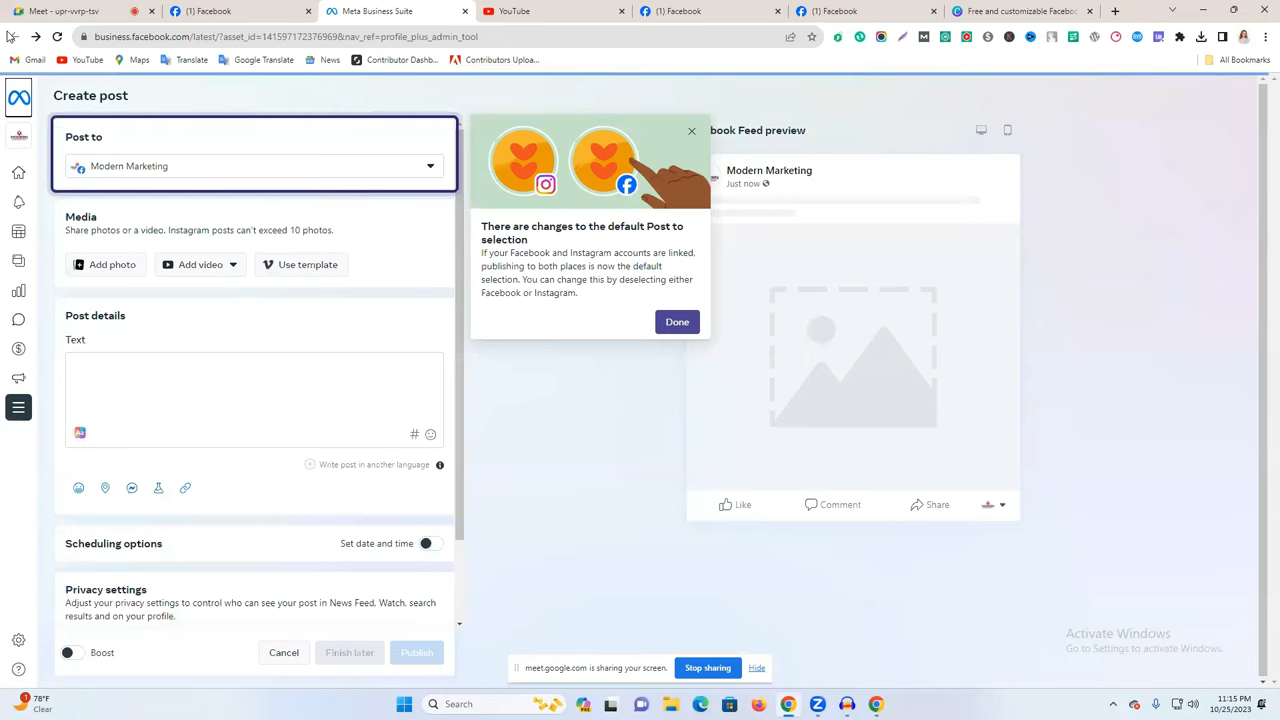 Meet - upr-vvrp-tsv
(1) Facebook
Meta Business Suite
YouTube
(1) Facebook
(1) Facebook
Free and customizable Facebo
business.facebook.com/latest/?asset_id=141597172376969&nav_ref=profile_plus_admin_tool
Gmail
YouTube
Maps
Translate
Google Translate
News
Contributor Dashb...
Contributors Uploa...
All Bookmarks
Create post
Post to
Modern Marketing
Media
Share photos or a video. Instagram posts can't exceed 10 photos.
Add photo
Add video
Use template
Post details
Text
#
Write post in another language
Scheduling options
Set date and time
Privacy settings
Adjust your privacy settings to control who can see your post in News Feed, Watch, search
results and on your profile.
Boost
Cancel
Finish later
Publish
There are changes to the default Post to
selection
If your Facebook and Instagram accounts are linked,
publishing to both places is now the default
selection. You can change this by deselecting either
Facebook or Instagram.
Done
book Feed preview
Modern Marketing
Just now
Like
Comment
Share
Activate Windows
Go to Settings to activate Windows.
meet.google.com is sharing your screen.
Stop sharing
Hide
1
78°F
Clear
Search
11:15 PM
10/25/2023